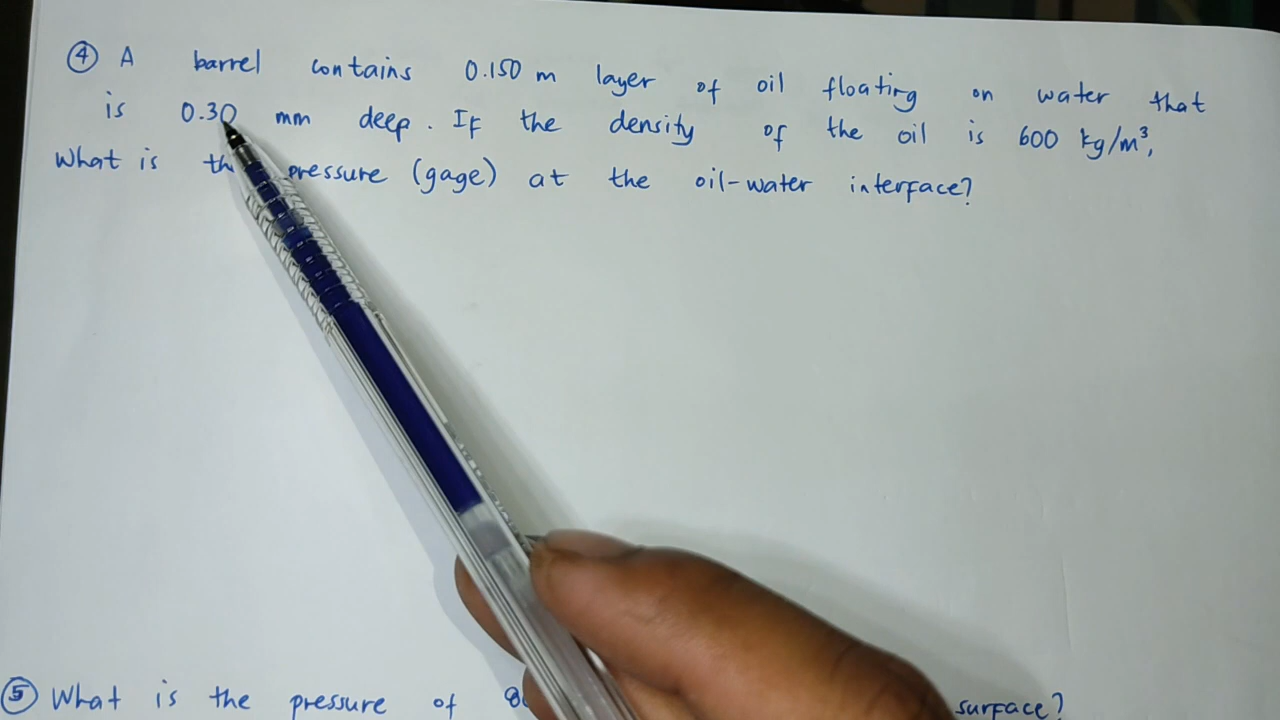 ④ A barrel contains 0.150 m layer of oil floating on water that
is 0.30 mm deep. If the density of the oil is 600 kg/m³,
What is pressure (gage) at the oil-water interface?
⑤ What is the pressure of surface?